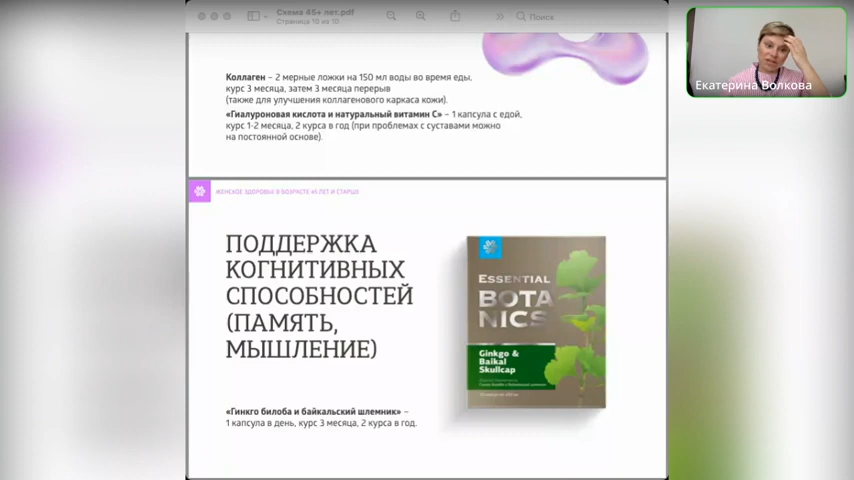 Схема 45+ лет.pdf
Страница 10 из 10
Поиск
Екатерина Волкова
Коллаген – 2 мерные ложки на 150 мл воды во время еды,
курс 3 месяца, затем 3 месяца перерыв
(также для улучшения коллагенового каркаса кожи).
«Гиалуроновая кислота и натуральный витамин С» – 1 капсула с едой,
курс 1-2 месяца, 2 курса в год (при проблемах с суставами можно
на постоянной основе).
ЖЕНСКОЕ ЗДОРОВЬЕ В ВОЗРАСТЕ 45 ЛЕТ И СТАРШЕ
ПОДДЕРЖКА
КОГНИТИВНЫХ
СПОСОБНОСТЕЙ
(ПАМЯТЬ,
МЫШЛЕНИЕ)
ESSENTIAL
BOTA
NICS
Ginkgo &
Baikal
Skullcap
«Гинкго билоба и байкальский шлемник» –
1 капсула в день, курс 3 месяца, 2 курса в год.